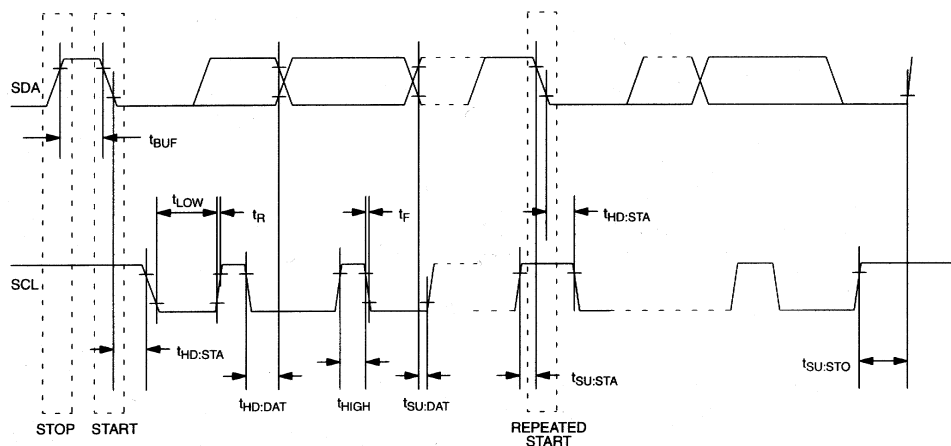 SDA
tBUF
tLOW
tR
tF
tHD:STA
SCL
tHD:STA
tHD:DAT
tHIGH
tSU:DAT
tSU:STA
tSU:STO
STOP
START
REPEATED
START